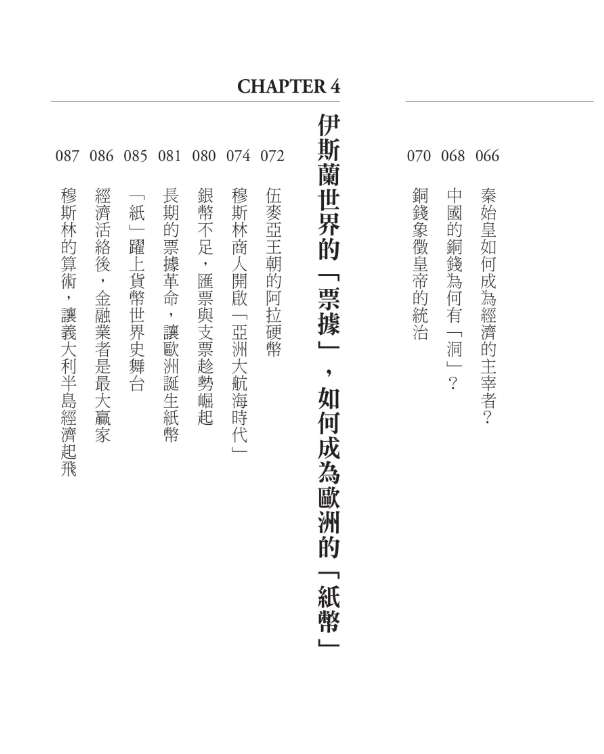 066 秦始皇如何成為經濟的主宰者？
068 中國的銅錢為何有「洞」？
070 銅錢象徵皇帝的統治
CHAPTER 4
伊斯蘭世界的「票據」，如何成為歐洲的「紙幣」
072 伍麥亞王朝的阿拉硬幣
074 穆斯林商人開啟「亞洲大航海時代」
080 銀幣不足，匯票與支票趁勢崛起
081 長期的票據革命，讓歐洲誕生紙幣
085 「紙」躍上貨幣世界史舞台
086 經濟活絡後，金融業者是最大贏家
087 穆斯林的算術，讓義大利半島經濟起飛